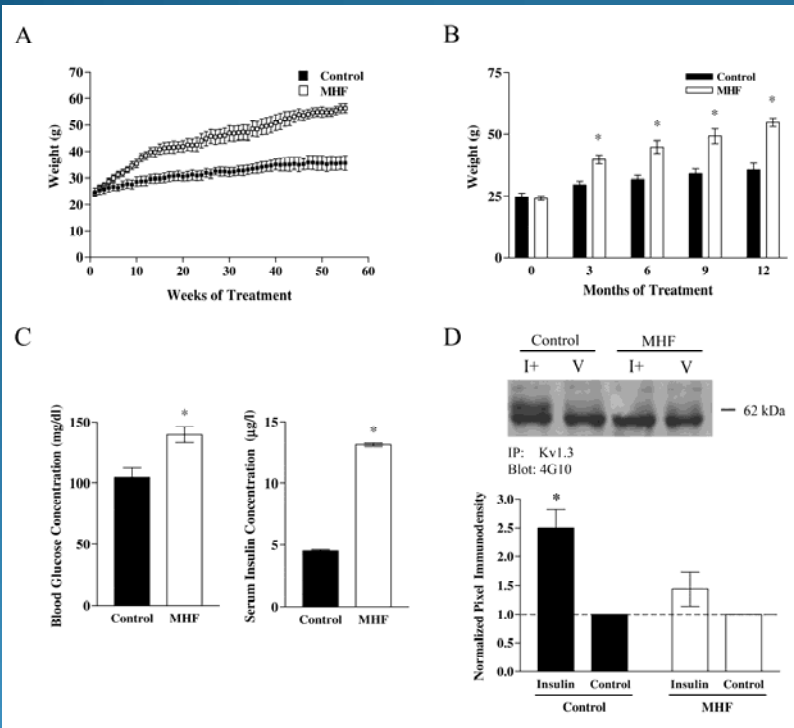 A
Control
MHF
Weight (g)
70
60
50
40
30
20
10
0
0 10 20 30 40 50 60
Weeks of Treatment
B
Control
MHF
Weight (g)
75
50
25
0
* * * *
0 3 6 9 12
Months of Treatment
C
Blood Glucose Concentration (mg/dl)
150
100
50
0
*
Control MHF
Serum Insulin Concentration (µg/l)
15
10
5
0
*
Control MHF
D
Control MHF
I+ V I+ V
62 kDa
IP: Kv1.3
Blot: 4G10
Normalized Pixel Immunodensity
3.0
2.5
2.0
1.5
1.0
0.5
0.0
*
Insulin Control Insulin Control
Control MHF